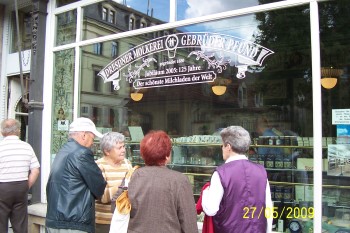 DRESDNER MOLKEREI GEBRÜDER PFUND
Jubiläum 2005: 125 Jahre
Der schönste Milchladen der Welt
27/05/2009